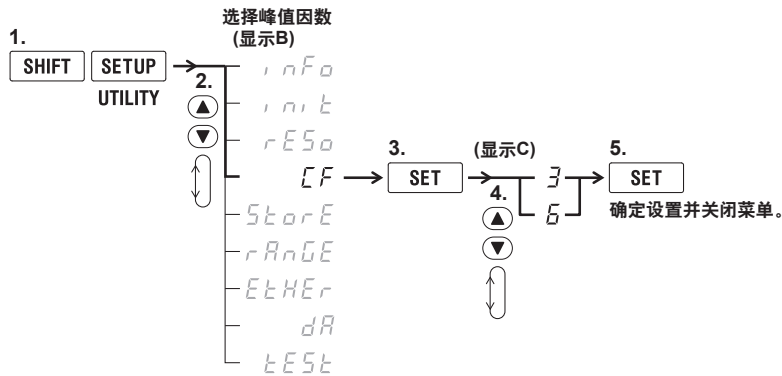 选择峰值因数
(显示B)
1.
SHIFT SETUP
UTILITY
2.
inFo
init
rESo
CF
StorE
rAnGE
EtHEr
dA
tESt
3.
SET
(显示C)
4.
3
6
5.
SET
确定设置并关闭菜单。